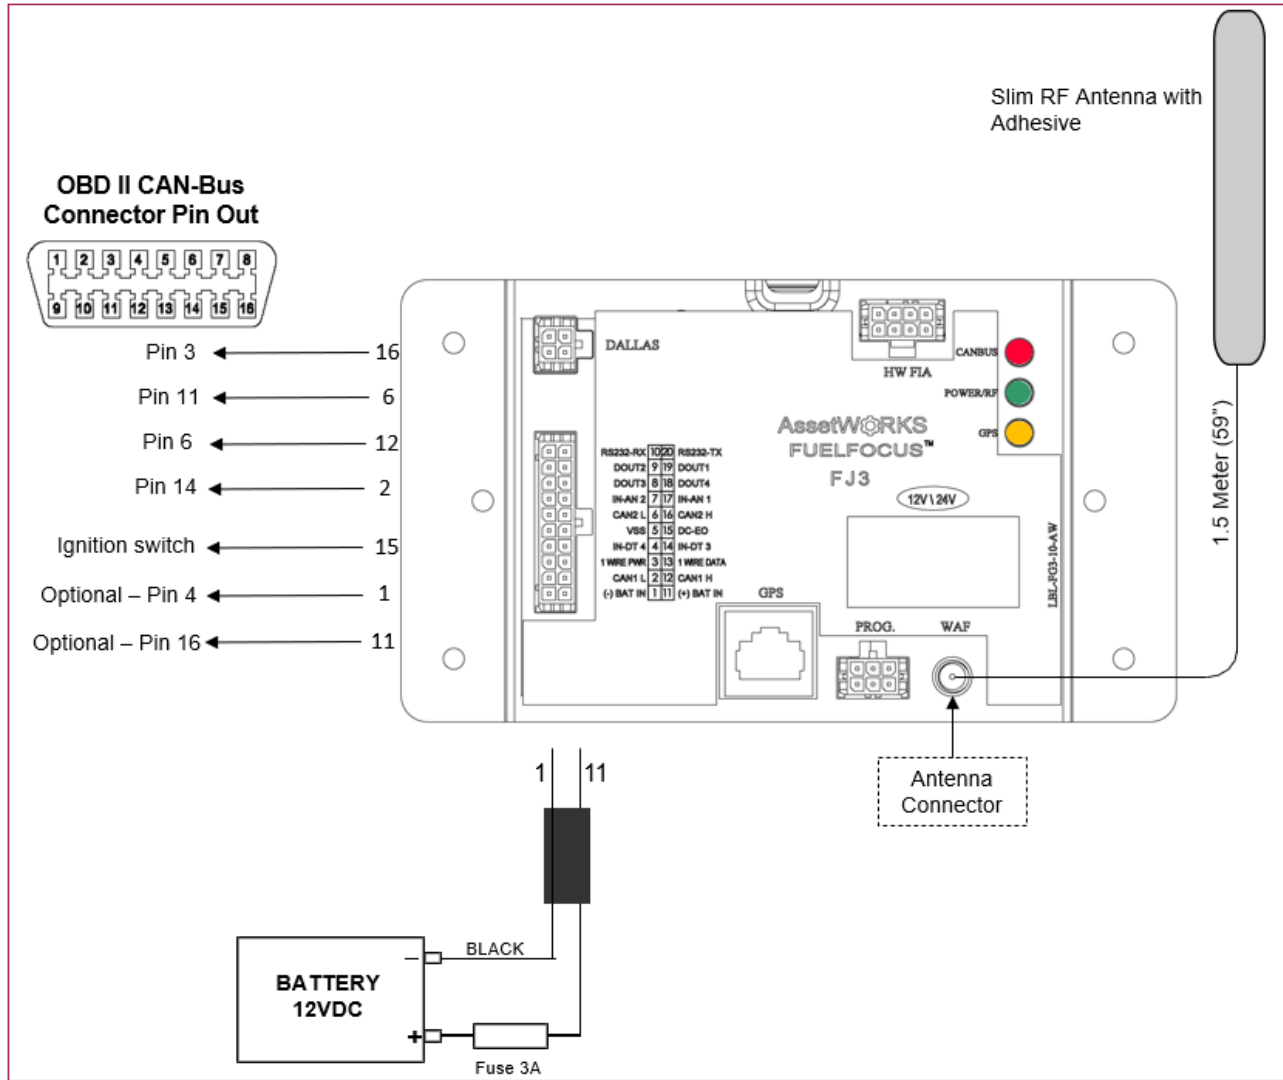 Slim RF Antenna with
Adhesive
OBD II CAN-Bus
Connector Pin Out
1 2 3 4 5 6 7 8
9 10 11 12 13 14 15 16
Pin 3 16
Pin 11 6
Pin 6 12
Pin 14 2
Ignition switch 15
Optional – Pin 4 1
Optional – Pin 16 11
DALLAS
HW FIA
CANBUS
POWER/RF
GPS
AssetWORKS
FUELFOCUS™
FJ3
12V \ 24V
RS232-RX 10 20 RS232-TX
DOUT2 9 19 DOUT1
DOUT3 8 18 DOUT4
IN-AN 2 7 17 IN-AN 1
CAN2 L 6 16 CAN2 H
VSS 5 15 DC-EO
IN-DT 4 4 14 IN-DT 3
1 WIRE PWR 3 13 1 WIRE DATA
CAN1 L 2 12 CAN1 H
(-) BAT IN 1 11 (+) BAT IN
GPS
PROG.
WAF
LBL-FG3-10-AW
1.5 Meter (59")
Antenna
Connector
1 11
BLACK
–
BATTERY
12VDC
+
Fuse 3A